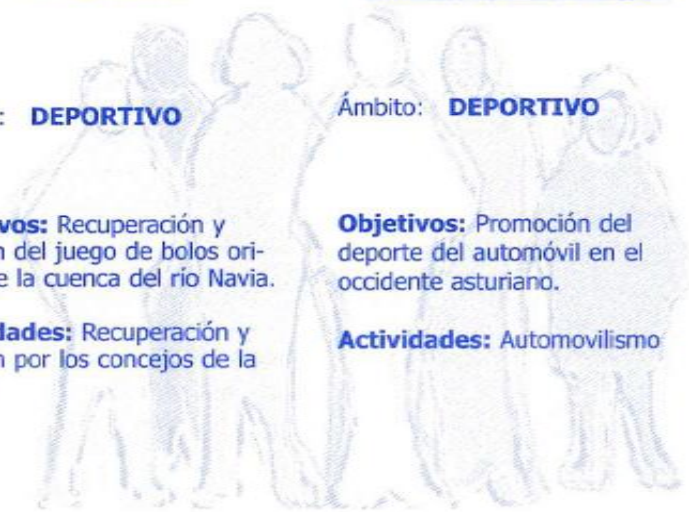 : DEPORTIVO
vos: Recuperación y
n del juego de bolos ori-
e la cuenca del río Navia.
dades: Recuperación y
n por los concejos de la
Ámbito: DEPORTIVO
Objetivos: Promoción del
deporte del automóvil en el
occidente asturiano.
Actividades: Automovilismo